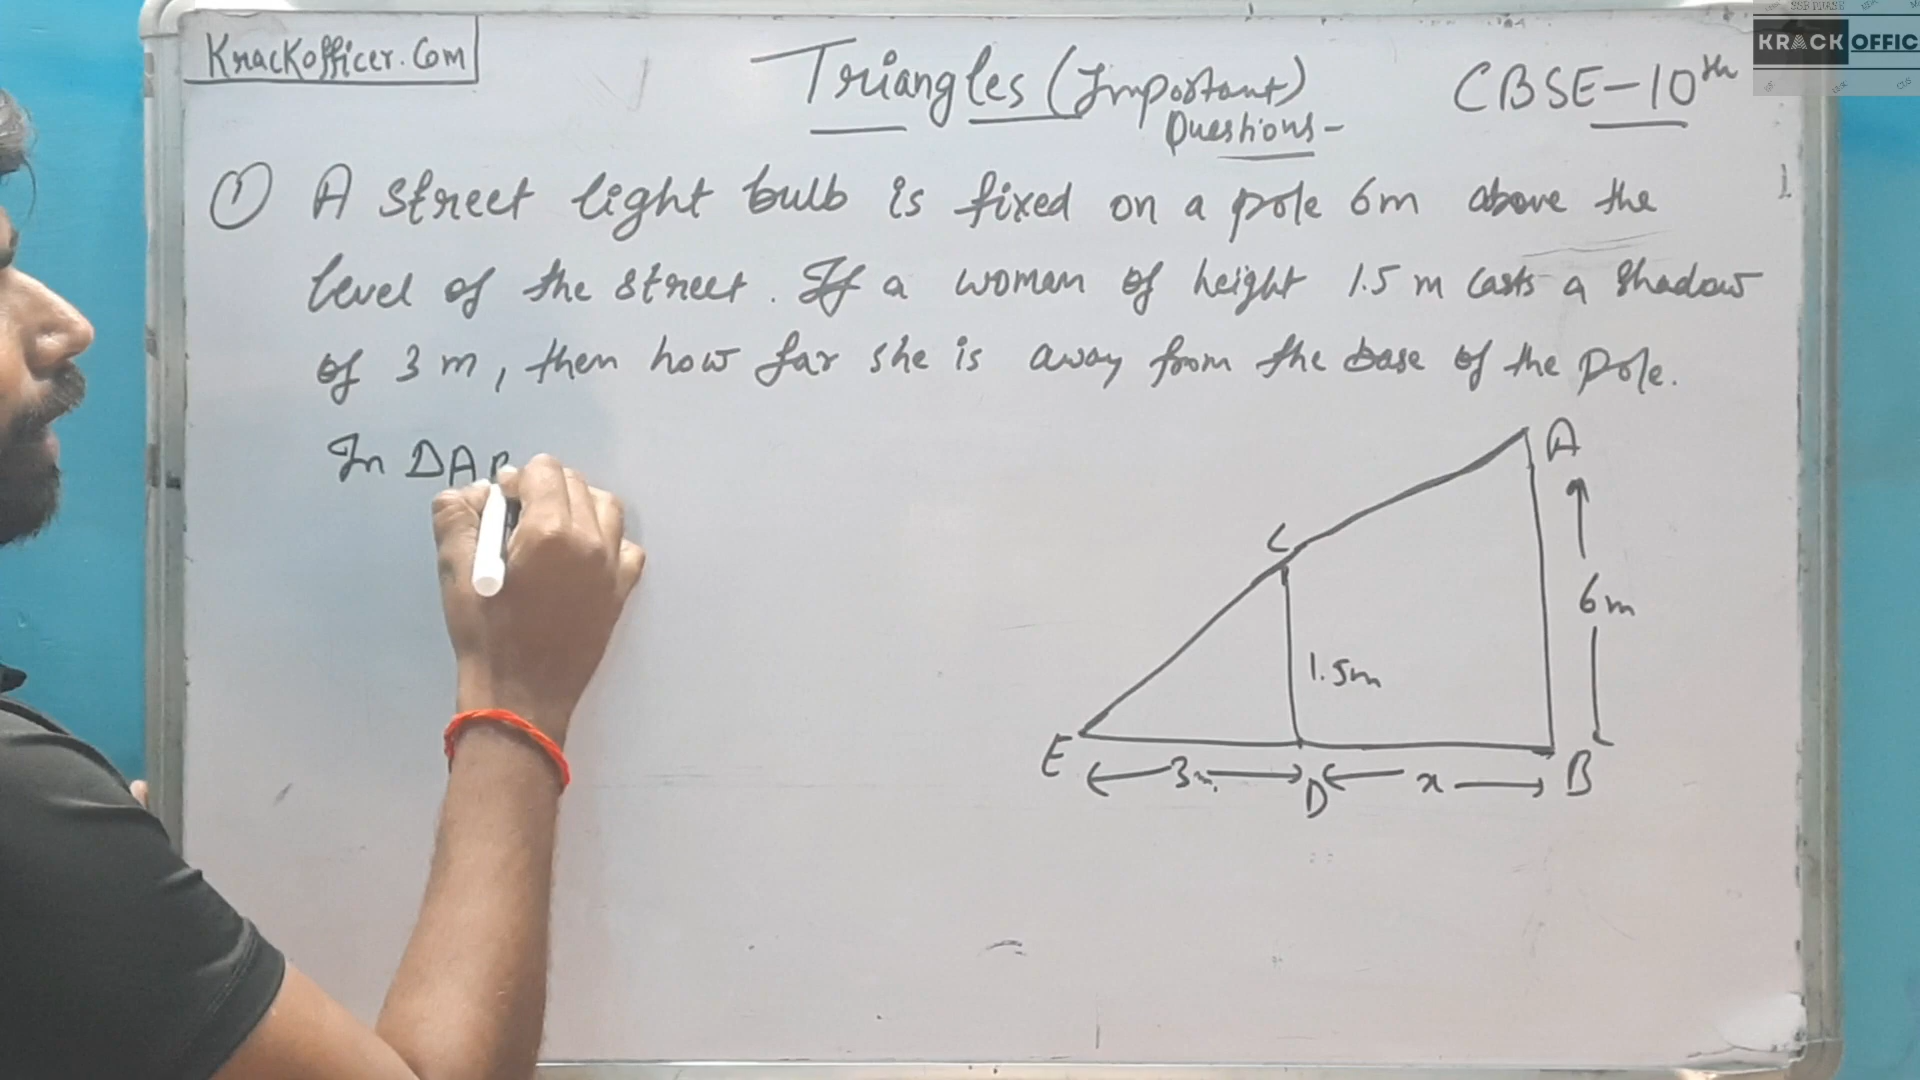 Krackofficer.Com
Triangles (Important)
Questions-
CBSE-10th
KRACK OFFIC
① A street light bulb is fixed on a pole 6m above the
level of the street. If a woman of height 1.5 m casts a shadow
of 3 m, then how far she is away from the base of the pole.
In ΔAB
A
C
6m
1.5m
E
3m
D
x
B